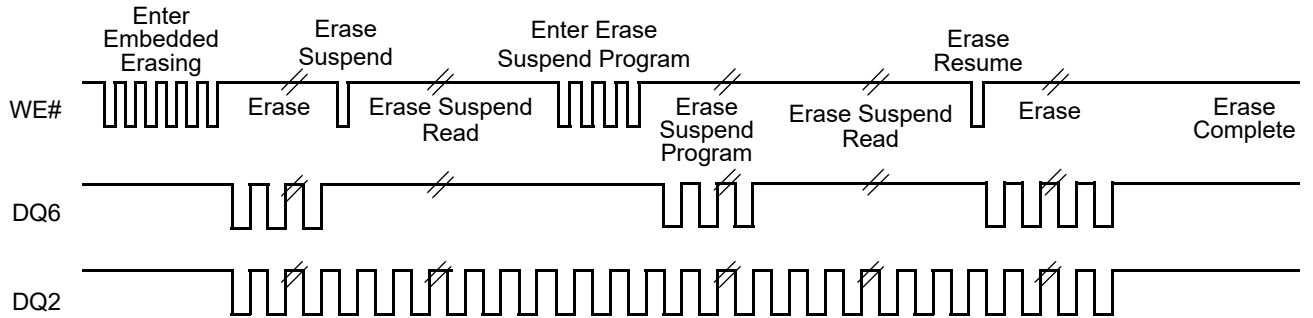 Enter
Embedded
Erasing
Erase
Suspend
Enter Erase
Suspend Program
Erase
Resume
WE#
Erase
Erase Suspend
Read
Erase
Suspend
Program
Erase Suspend
Read
Erase
Erase
Complete
DQ6
DQ2